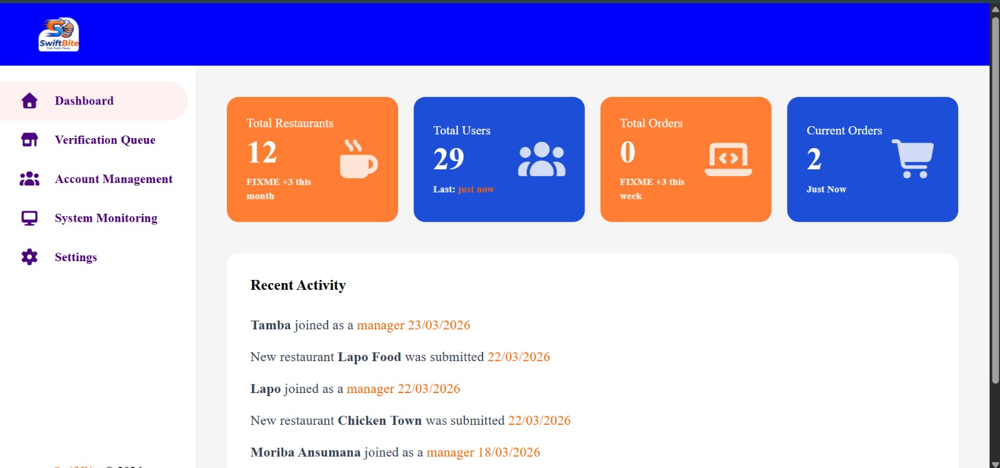 SwiftBite
Dashboard
Verification Queue
Account Management
System Monitoring
Settings
Total Restaurants
12
FIXME +3 this
month
Total Users
29
Last: just now
Total Orders
0
FIXME +3 this
week
Current Orders
2
Just Now
Recent Activity
Tamba joined as a manager 23/03/2026
New restaurant Lapo Food was submitted 22/03/2026
Lapo joined as a manager 22/03/2026
New restaurant Chicken Town was submitted 22/03/2026
Moriba Ansumana joined as a manager 18/03/2026
SwiftBite © 2026